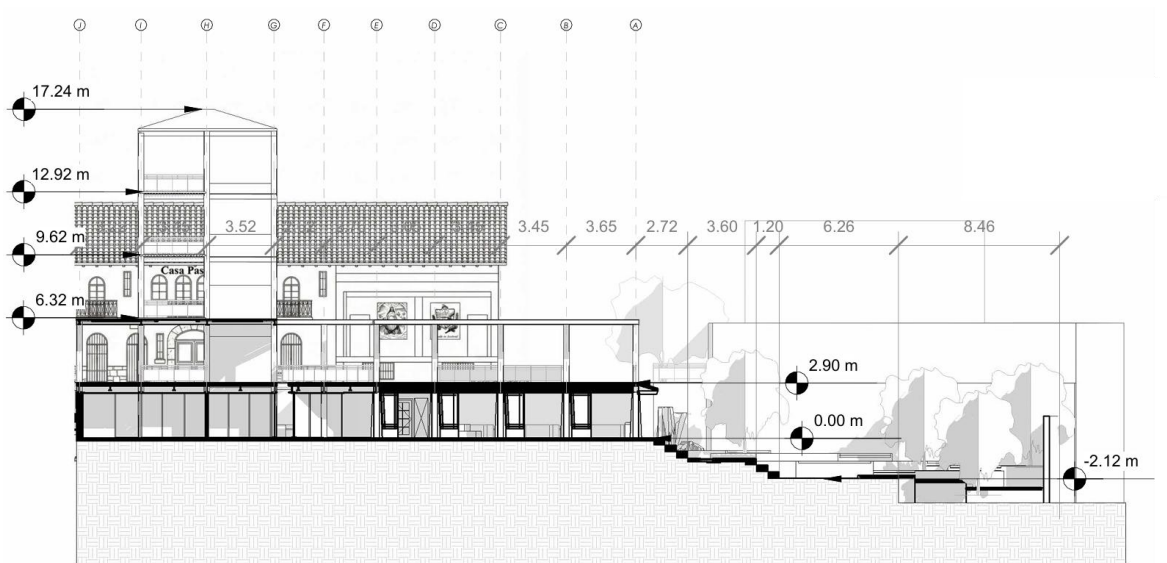 J I H G F E D C B A
17.24 m
12.92 m
3.52 3.45 3.65 2.72 3.60 1.20 6.26 8.46
9.62 m
Casa Pas
6.32 m
2.90 m
0.00 m
-2.12 m